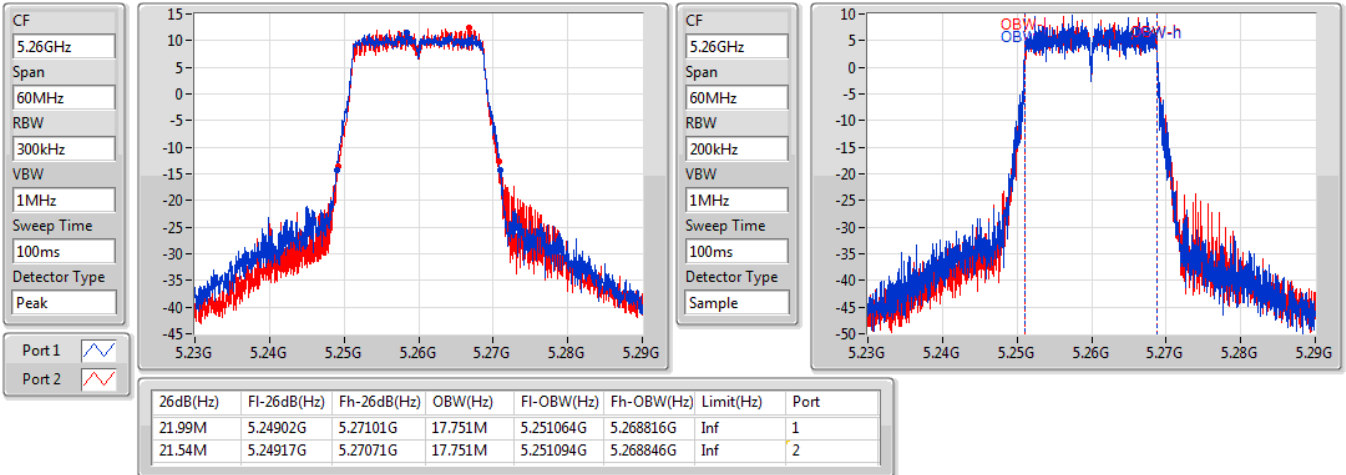 CF
5.26GHz
Span
60MHz
RBW
300kHz
VBW
1MHz
Sweep Time
100ms
Detector Type
Peak
Port 1
Port 2
15
10
5
0
-5
-10
-15
-20
-25
-30
-35
-40
-45
5.23G 5.24G 5.25G 5.26G 5.27G 5.28G 5.29G
CF
5.26GHz
Span
60MHz
RBW
200kHz
VBW
1MHz
Sweep Time
100ms
Detector Type
Sample
10
5
0
-5
-10
-15
-20
-25
-30
-35
-40
-45
-50
OBW-
OBW-h
OBW
5.23G 5.24G 5.25G 5.26G 5.27G 5.28G 5.29G
26dB(Hz) Fl-26dB(Hz) Fh-26dB(Hz) OBW(Hz) Fl-OBW(Hz) Fh-OBW(Hz) Limit(Hz) Port
21.99M 5.24902G 5.27101G 17.751M 5.251064G 5.268816G Inf 1
21.54M 5.24917G 5.27071G 17.751M 5.251094G 5.268846G Inf 2